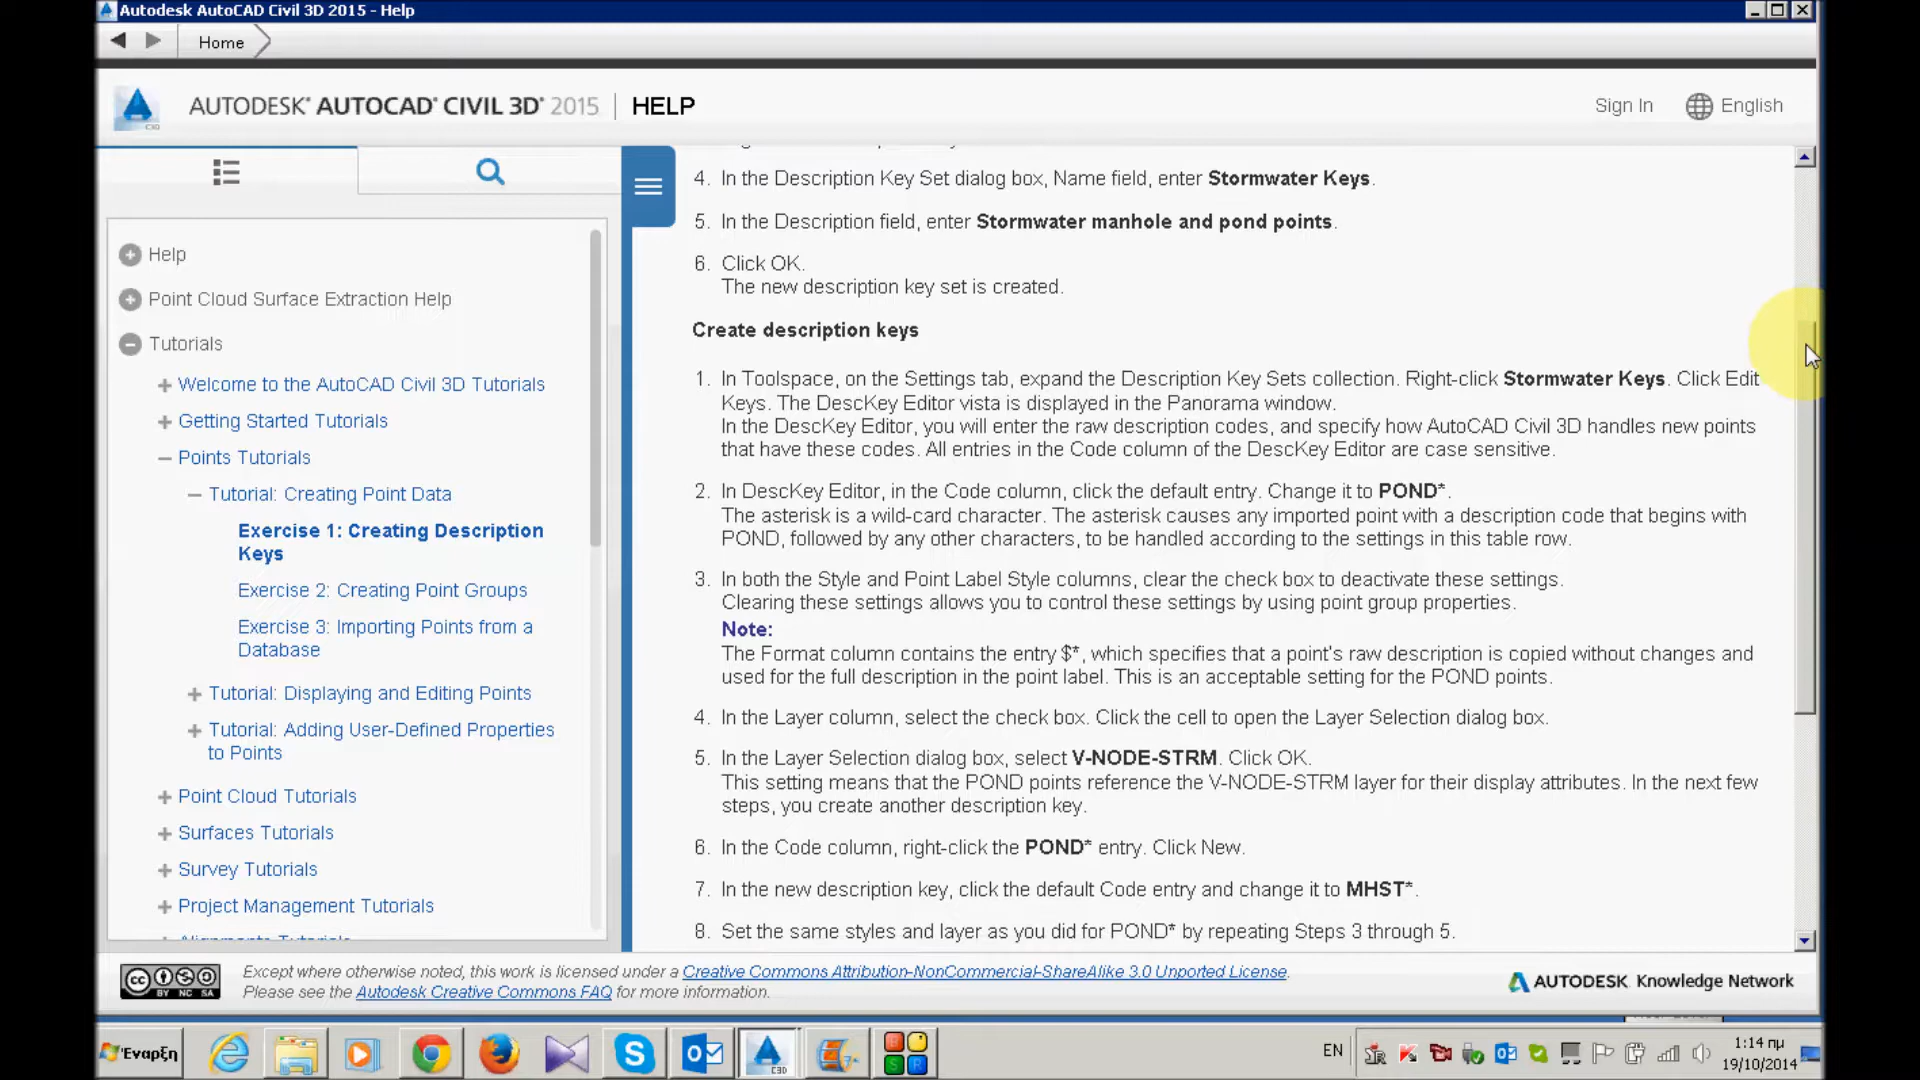 Autodesk AutoCAD Civil 3D 2015 - Help
Home
AUTODESK® AUTOCAD® CIVIL 3D® 2015 | HELP
Sign In
English
Help
Point Cloud Surface Extraction Help
Tutorials
Welcome to the AutoCAD Civil 3D Tutorials
Getting Started Tutorials
Points Tutorials
Tutorial: Creating Point Data
Exercise 1: Creating Description
Keys
Exercise 2: Creating Point Groups
Exercise 3: Importing Points from a
Database
Tutorial: Displaying and Editing Points
Tutorial: Adding User-Defined Properties
to Points
Point Cloud Tutorials
Surfaces Tutorials
Survey Tutorials
Project Management Tutorials
Alignments Tutorials
4. In the Description Key Set dialog box, Name field, enter Stormwater Keys.
5. In the Description field, enter Stormwater manhole and pond points.
6. Click OK.
The new description key set is created.
Create description keys
1. In Toolspace, on the Settings tab, expand the Description Key Sets collection. Right-click Stormwater Keys. Click Edit
Keys. The DescKey Editor vista is displayed in the Panorama window.
In the DescKey Editor, you will enter the raw description codes, and specify how AutoCAD Civil 3D handles new points
that have these codes. All entries in the Code column of the DescKey Editor are case sensitive.
2. In DescKey Editor, in the Code column, click the default entry. Change it to POND*.
The asterisk is a wild-card character. The asterisk causes any imported point with a description code that begins with
POND, followed by any other characters, to be handled according to the settings in this table row.
3. In both the Style and Point Label Style columns, clear the check box to deactivate these settings.
Clearing these settings allows you to control these settings by using point group properties.
Note:
The Format column contains the entry $*, which specifies that a point's raw description is copied without changes and
used for the full description in the point label. This is an acceptable setting for the POND points.
4. In the Layer column, select the check box. Click the cell to open the Layer Selection dialog box.
5. In the Layer Selection dialog box, select V-NODE-STRM. Click OK.
This setting means that the POND points reference the V-NODE-STRM layer for their display attributes. In the next few
steps, you create another description key.
6. In the Code column, right-click the POND* entry. Click New.
7. In the new description key, click the default Code entry and change it to MHST*.
8. Set the same styles and layer as you did for POND* by repeating Steps 3 through 5.
CC BY NC SA
Except where otherwise noted, this work is licensed under a Creative Commons Attribution-NonCommercial-ShareAlike 3.0 Unported License.
Please see the Autodesk Creative Commons FAQ for more information.
AUTODESK. Knowledge Network
Έναρξη
C3D
EN
1:14 πμ
19/10/2014